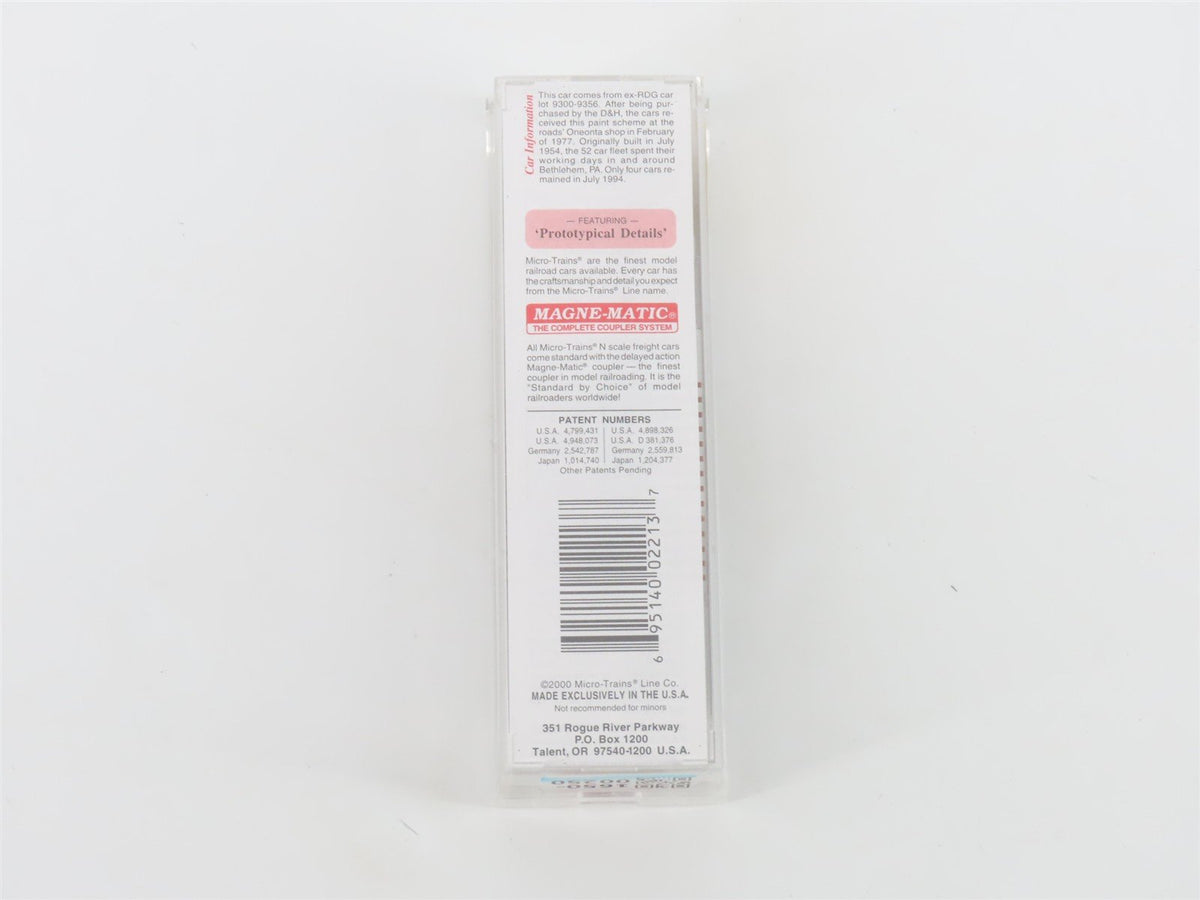 Car Information
This car comes from ex-RDG car
lot 9300-9356. After being pur-
chased by the D&H, the cars re-
ceived this paint scheme at the
roads' Oneonta shop in February
of 1977. Originally built in July
1954, the 52 car fleet spent their
working days in and around
Bethlehem, PA. Only four cars re-
mained in July 1994.
— FEATURING —
'Prototypical Details'
Micro-Trains® are the finest model
railroad cars available. Every car has
the craftsmanship and detail you expect
from the Micro-Trains® Line name.
MAGNE-MATIC®
THE COMPLETE COUPLER SYSTEM
All Micro-Trains® N scale freight cars
come standard with the delayed action
Magne-Matic® coupler — the finest
coupler in model railroading. It is the
"Standard by Choice" of model
railroaders worldwide!
PATENT NUMBERS
U.S.A. 4,799,431 U.S.A. 4,898,326
U.S.A. 4,948,073 U.S.A. D 381,376
Germany 2,542,787 Germany 2,559,813
Japan 1,014,740 Japan 1,204,377
Other Patents Pending
6 95140 02213 7
©2000 Micro-Trains® Line Co.
MADE EXCLUSIVELY IN THE U.S.A.
Not recommended for minors
351 Rogue River Parkway
P.O. Box 1200
Talent, OR 97540-1200 U.S.A.